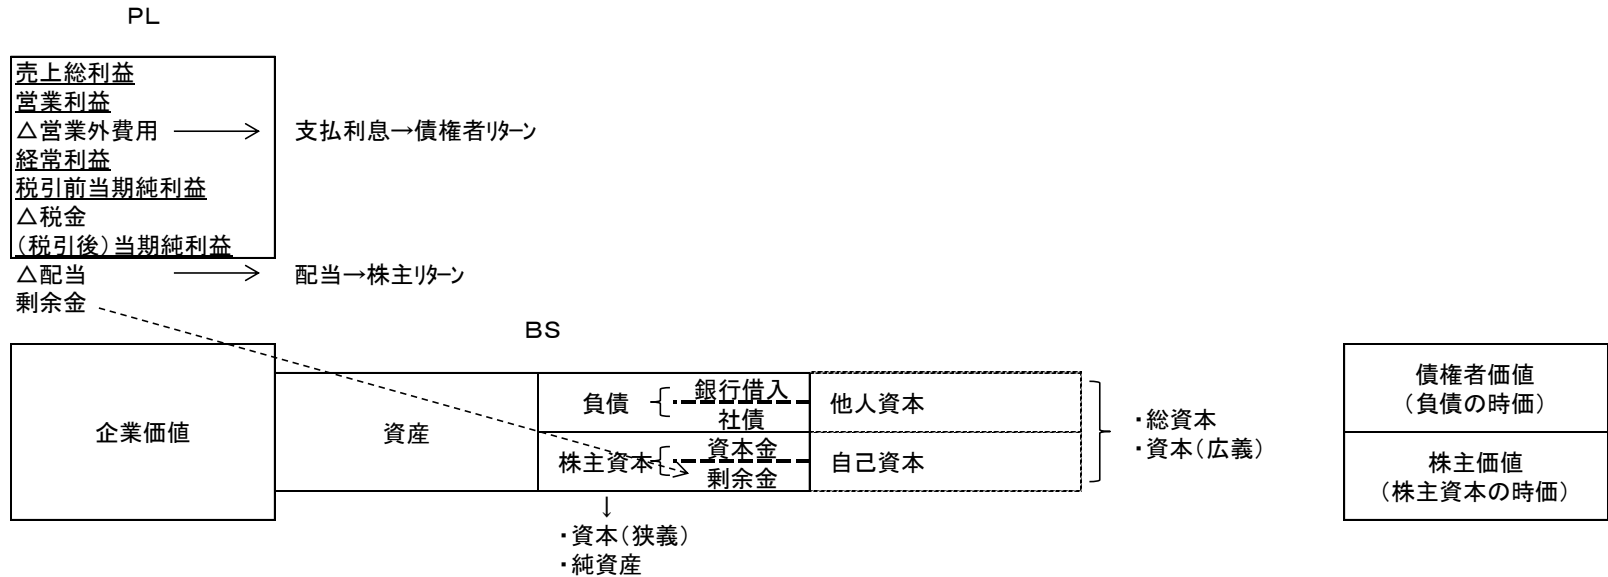 PL
売上総利益
営業利益
△営業外費用
支払利息→債権者リターン
経常利益
税引前当期純利益
△税金
(税引後)当期純利益
△配当
配当→株主リターン
剰余金
BS
企業価値
資産
負債
銀行借入
社債
他人資本
株主資本
資本金
剰余金
自己資本
・総資本
・資本(広義)
債権者価値
(負債の時価)
株主価値
(株主資本の時価)
↓
・資本(狭義)
・純資産